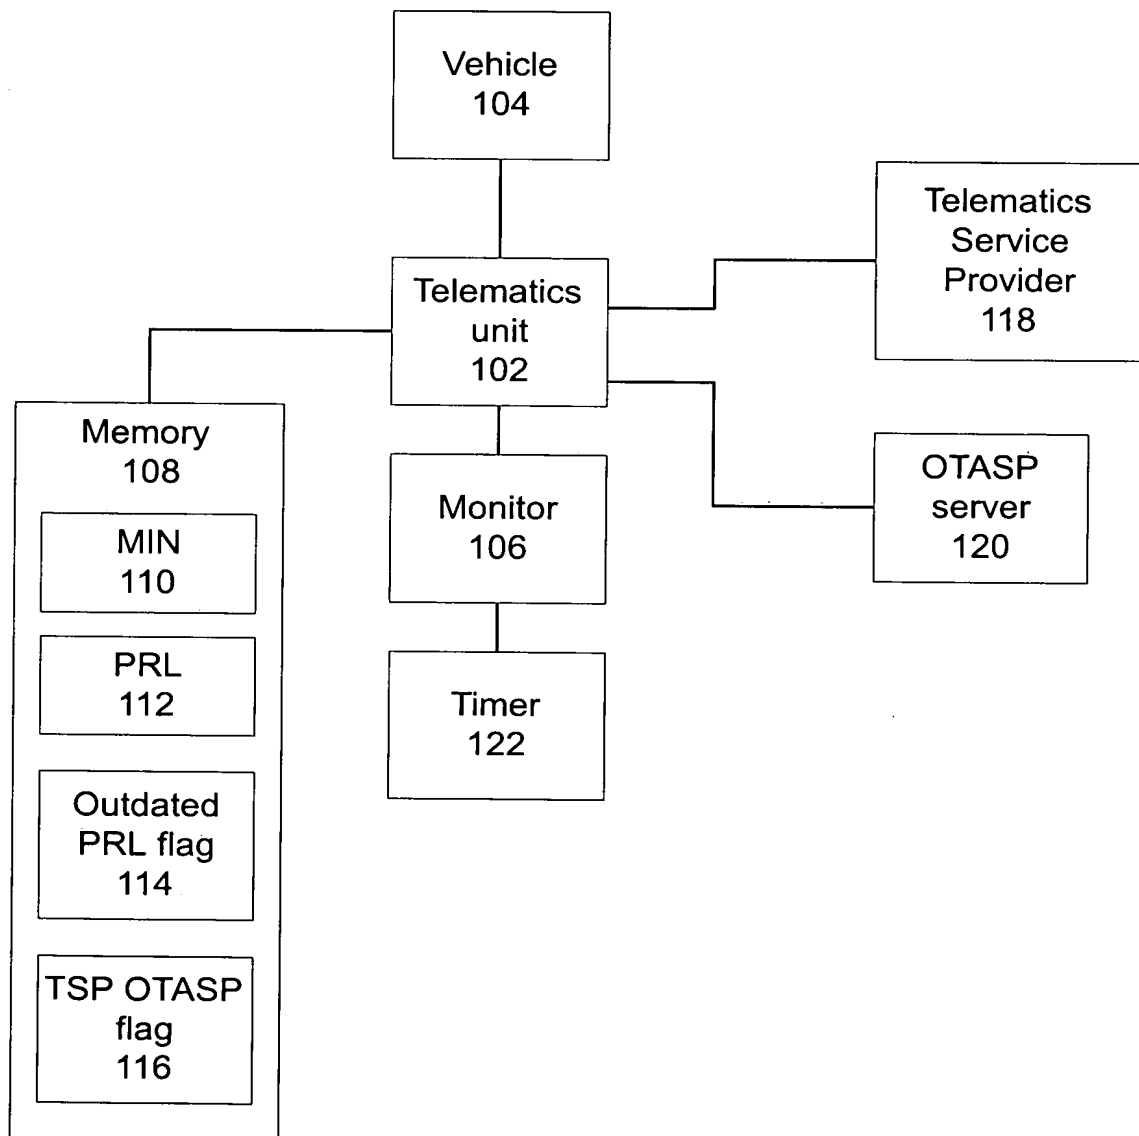 Vehicle
104
Telematics
Service
Provider
118
Telematics
unit
102
Memory
108
MIN
110
PRL
112
Outdated
PRL flag
114
TSP OTASP
flag
116
Monitor
106
Timer
122
OTASP
server
120